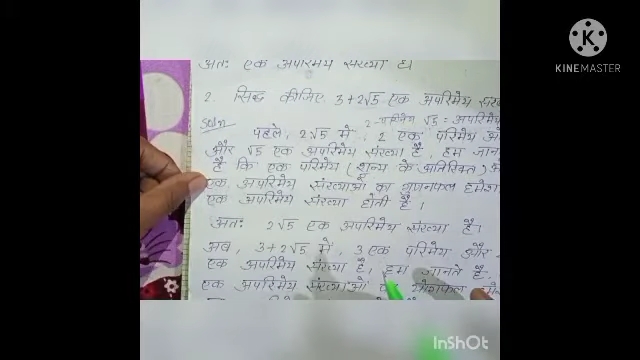 अतः एक अपरिमेय संख्या है।
2. सिद्ध कीजिए 3+2√5 एक अपरिमेय
Soln 2 √5 = अपरिमेय
पहले, 2√5 में, 2 एक परिमेय
और √5 एक अपरिमेय संख्या है, हम
है कि एक परिमेय (शून्य के अतिरिक्त)
एक अपरिमेय संख्याओं का गुणनफल हमेशा
एक अपरिमेय संख्या होती है।
अतः 2√5 एक अपरिमेय संख्या है।
अब, 3+2√5 में, 3 एक परिमेय और
एक अपरिमेय संख्या है, हम जानते है,
एक अपरिमेय संख्याओं का योगफल
KINEMASTER
InShOt